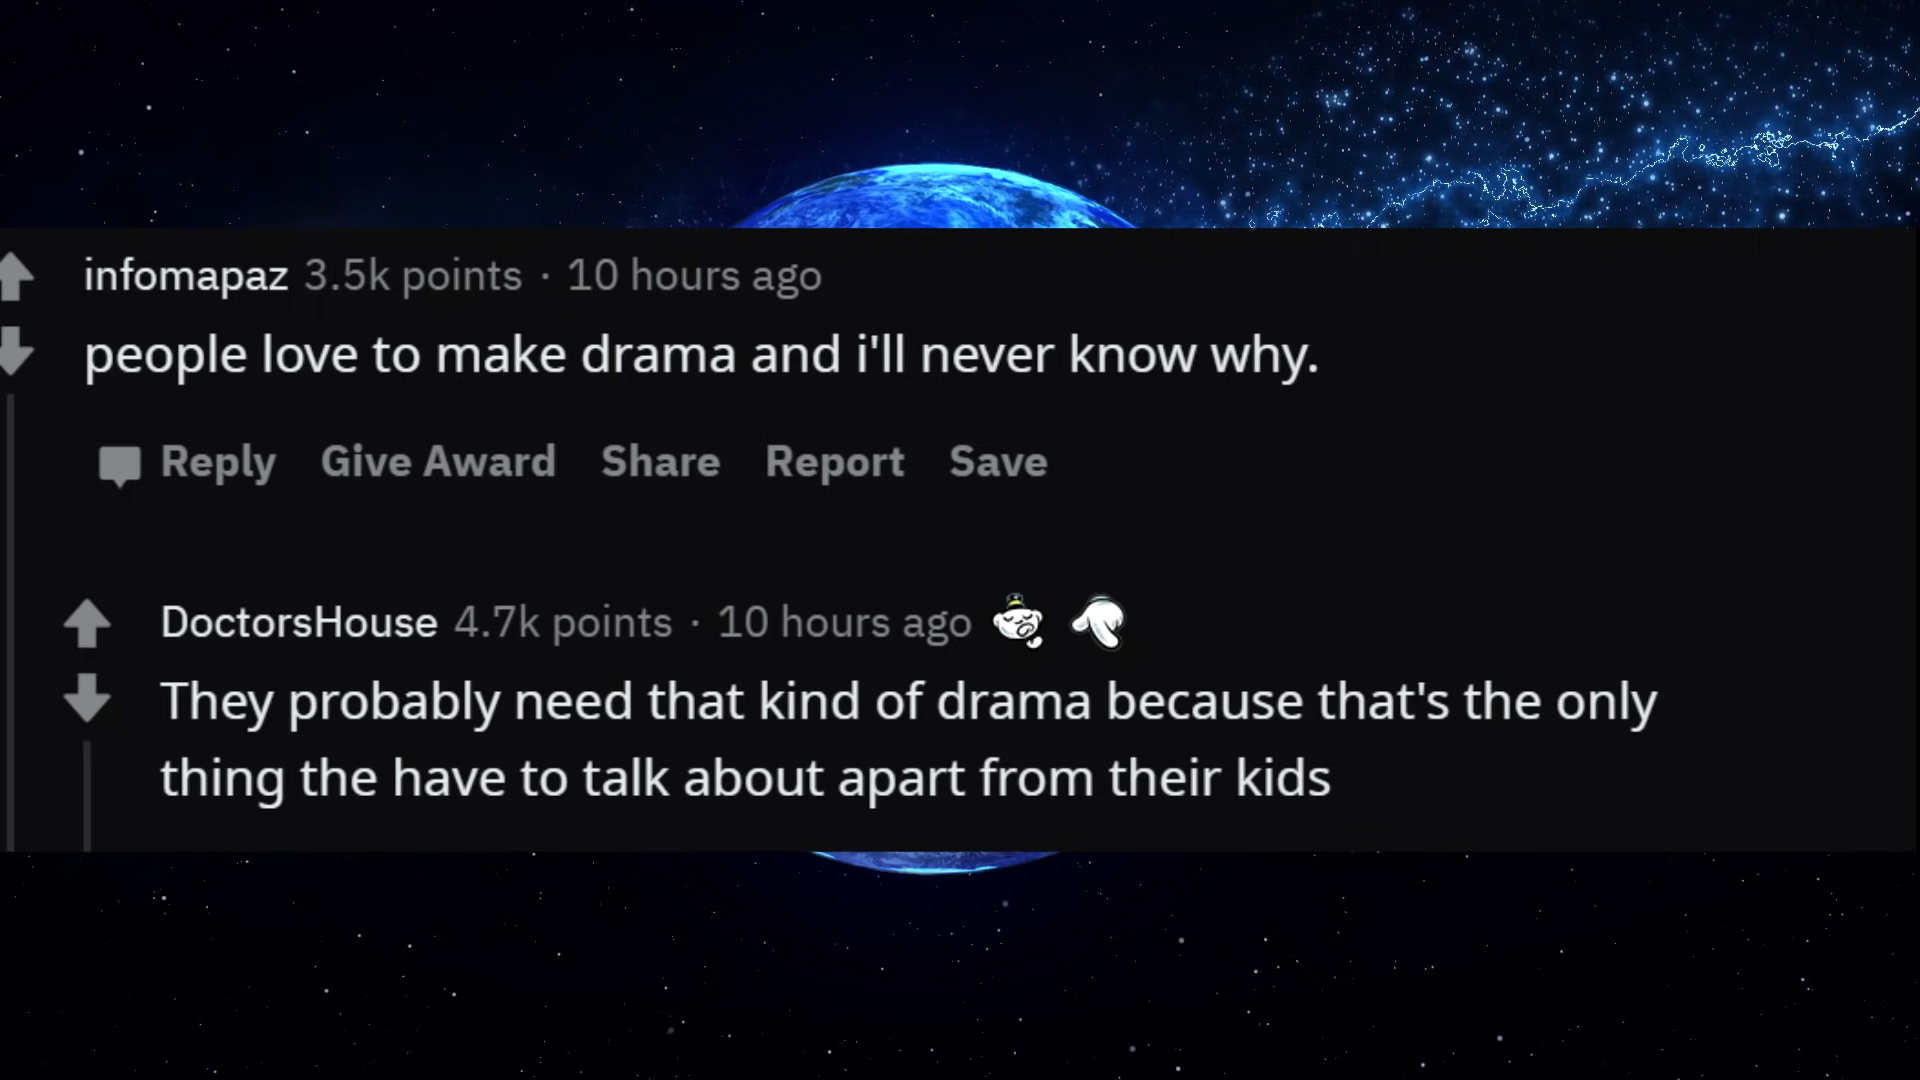 infomapaz 3.5k points · 10 hours ago
people love to make drama and i'll never know why.
Reply Give Award Share Report Save
DoctorsHouse 4.7k points · 10 hours ago
They probably need that kind of drama because that's the only
thing the have to talk about apart from their kids